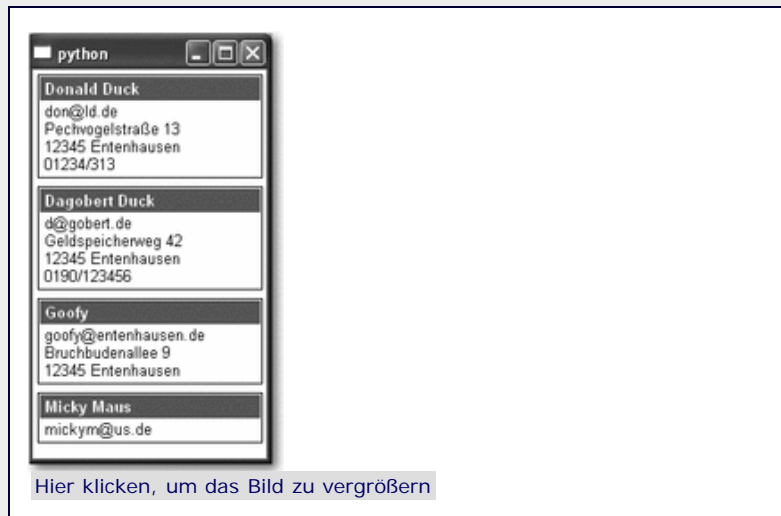 python
Donald Duck
don@ld.de
Pechvogelstraße 13
12345 Entenhausen
01234/313
Dagobert Duck
d@gobert.de
Geldspeicherweg 42
12345 Entenhausen
0190/123456
Goofy
goofy@entenhausen.de
Bruchbudenallee 9
12345 Entenhausen
Micky Maus
mickym@us.de
Hier klicken, um das Bild zu vergrößern